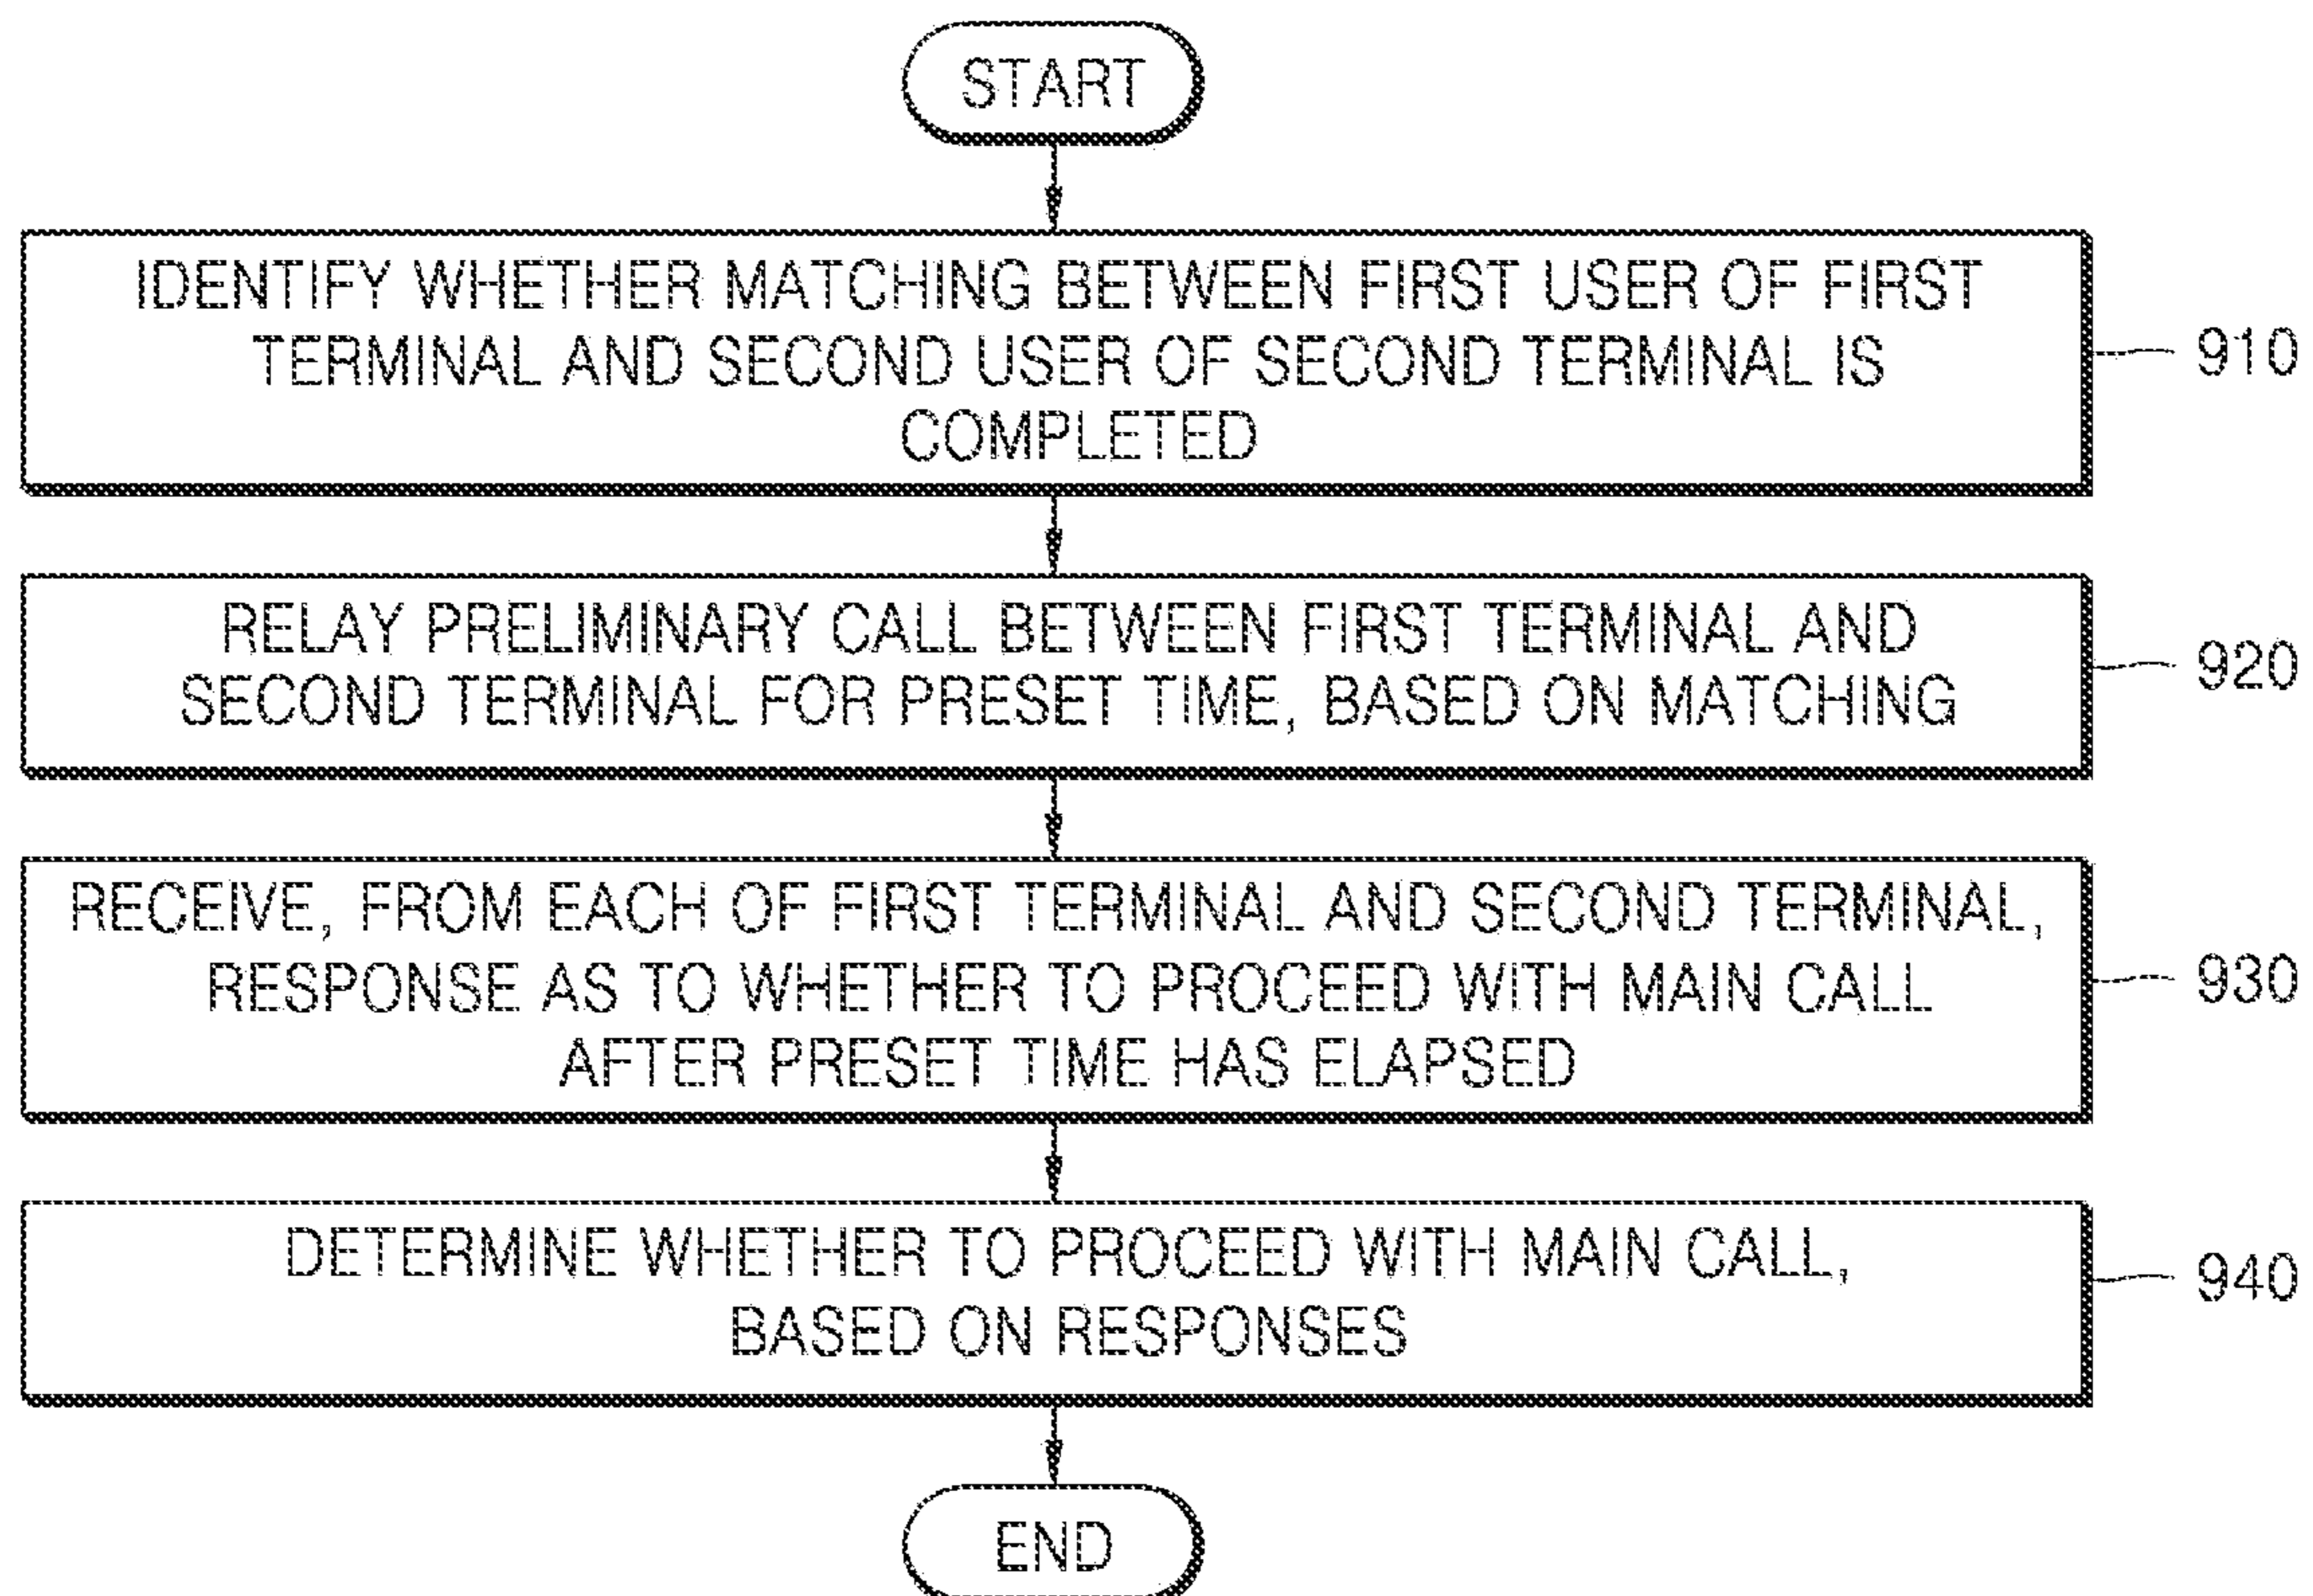 START
IDENTIFY WHETHER MATCHING BETWEEN FIRST USER OF FIRST
TERMINAL AND SECOND USER OF SECOND TERMINAL IS
COMPLETED
910
RELAY PRELIMINARY CALL BETWEEN FIRST TERMINAL AND
SECOND TERMINAL FOR PRESET TIME, BASED ON MATCHING
920
RECEIVE, FROM EACH OF FIRST TERMINAL AND SECOND TERMINAL,
RESPONSE AS TO WHETHER TO PROCEED WITH MAIN CALL
AFTER PRESET TIME HAS ELAPSED
930
DETERMINE WHETHER TO PROCEED WITH MAIN CALL,
BASED ON RESPONSES
940
END